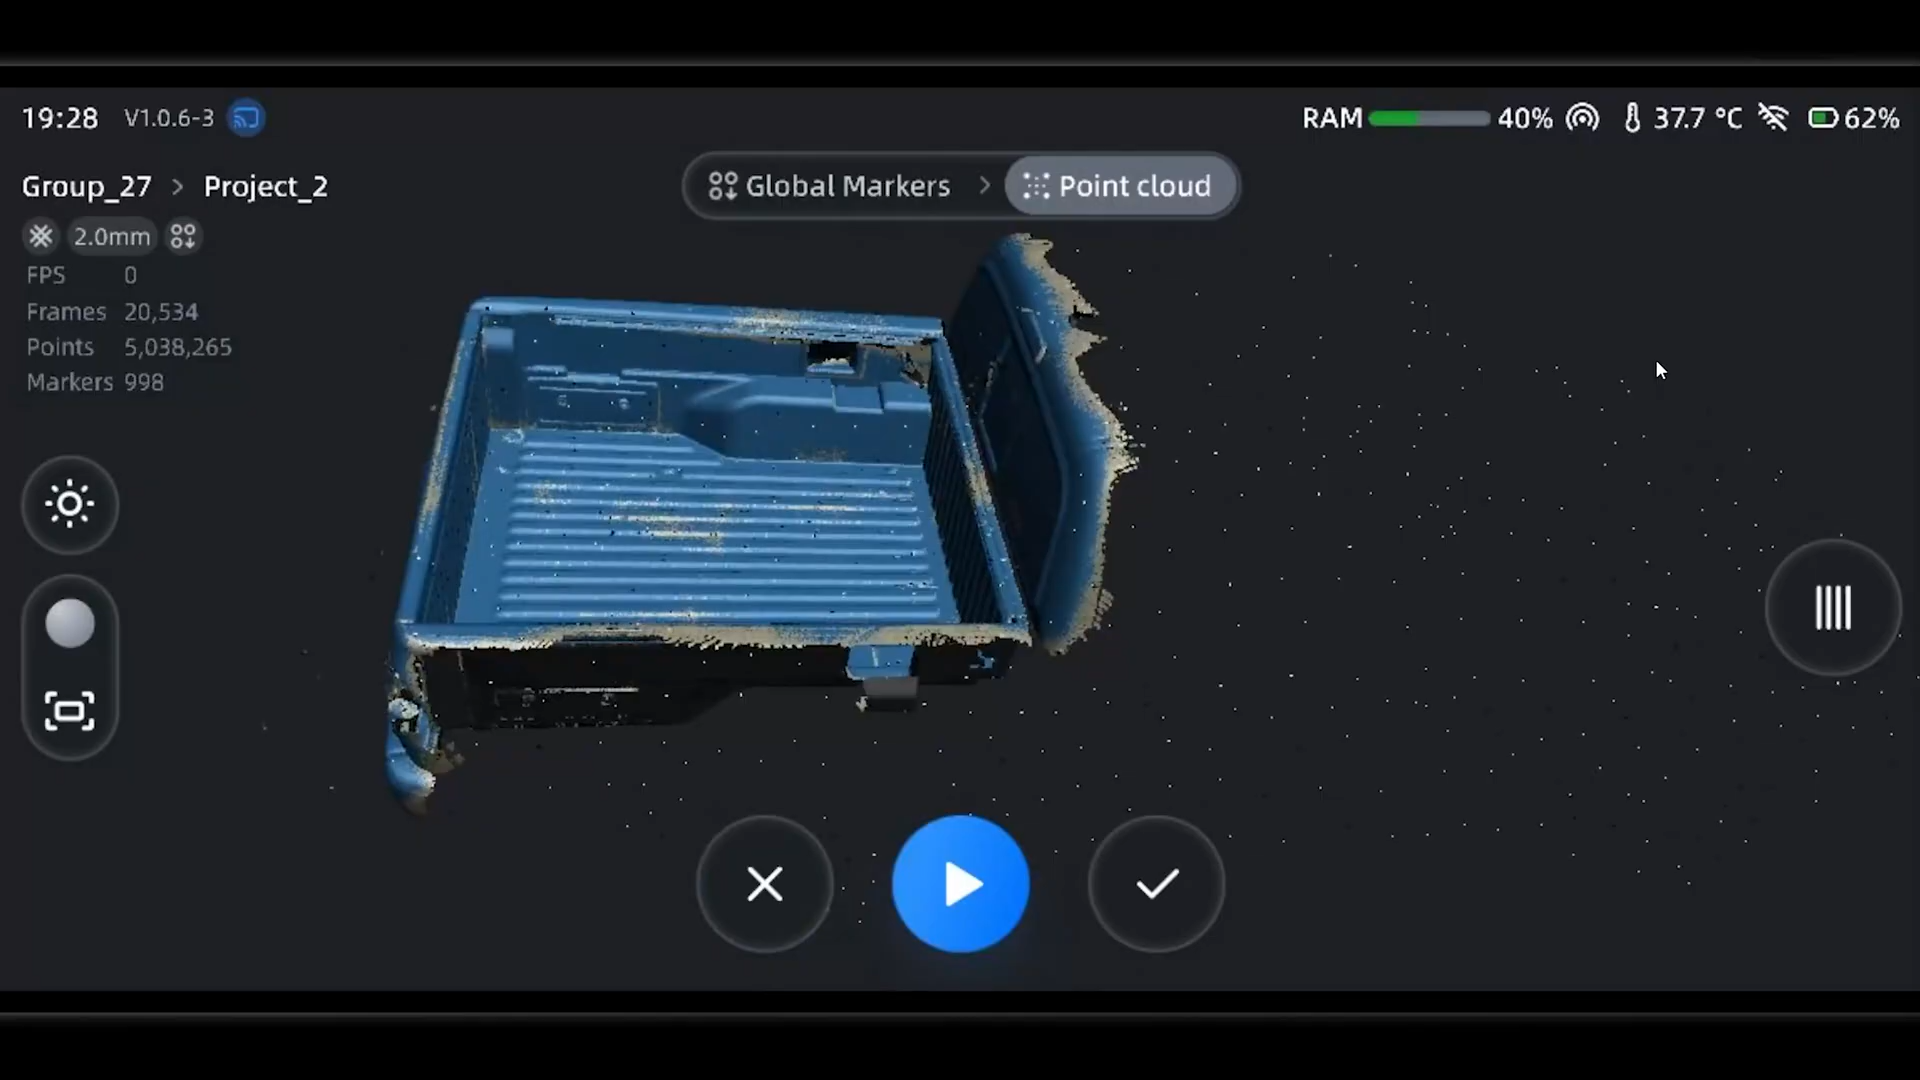 19:28 V1.0.6-3
RAM 40% 37.7 °C 62%
Group_27 > Project_2
Global Markers > Point cloud
2.0mm
FPS 0
Frames 20,534
Points 5,038,265
Markers 998